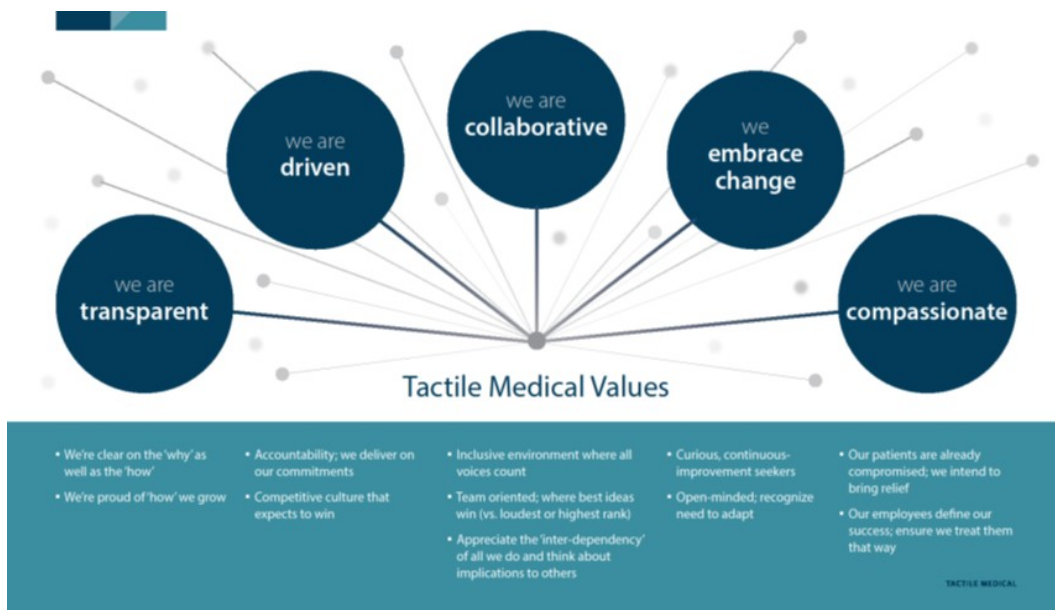 we are
transparent
we are
driven
we are
collaborative
we
embrace
change
we are
compassionate
Tactile Medical Values
▪ We're clear on the 'why' as
well as the 'how'
▪ We're proud of 'how' we grow
▪ Accountability; we deliver on
our commitments
▪ Competitive culture that
expects to win
▪ Inclusive environment where all
voices count
▪ Team oriented; where best ideas
win (vs. loudest or highest rank)
▪ Appreciate the 'inter-dependency'
of all we do and think about
implications to others
▪ Curious, continuous-
improvement seekers
▪ Open-minded; recognize
need to adapt
▪ Our patients are already
compromised; we intend to
bring relief
▪ Our employees define our
success; ensure we treat them
that way
TACTILE MEDICAL